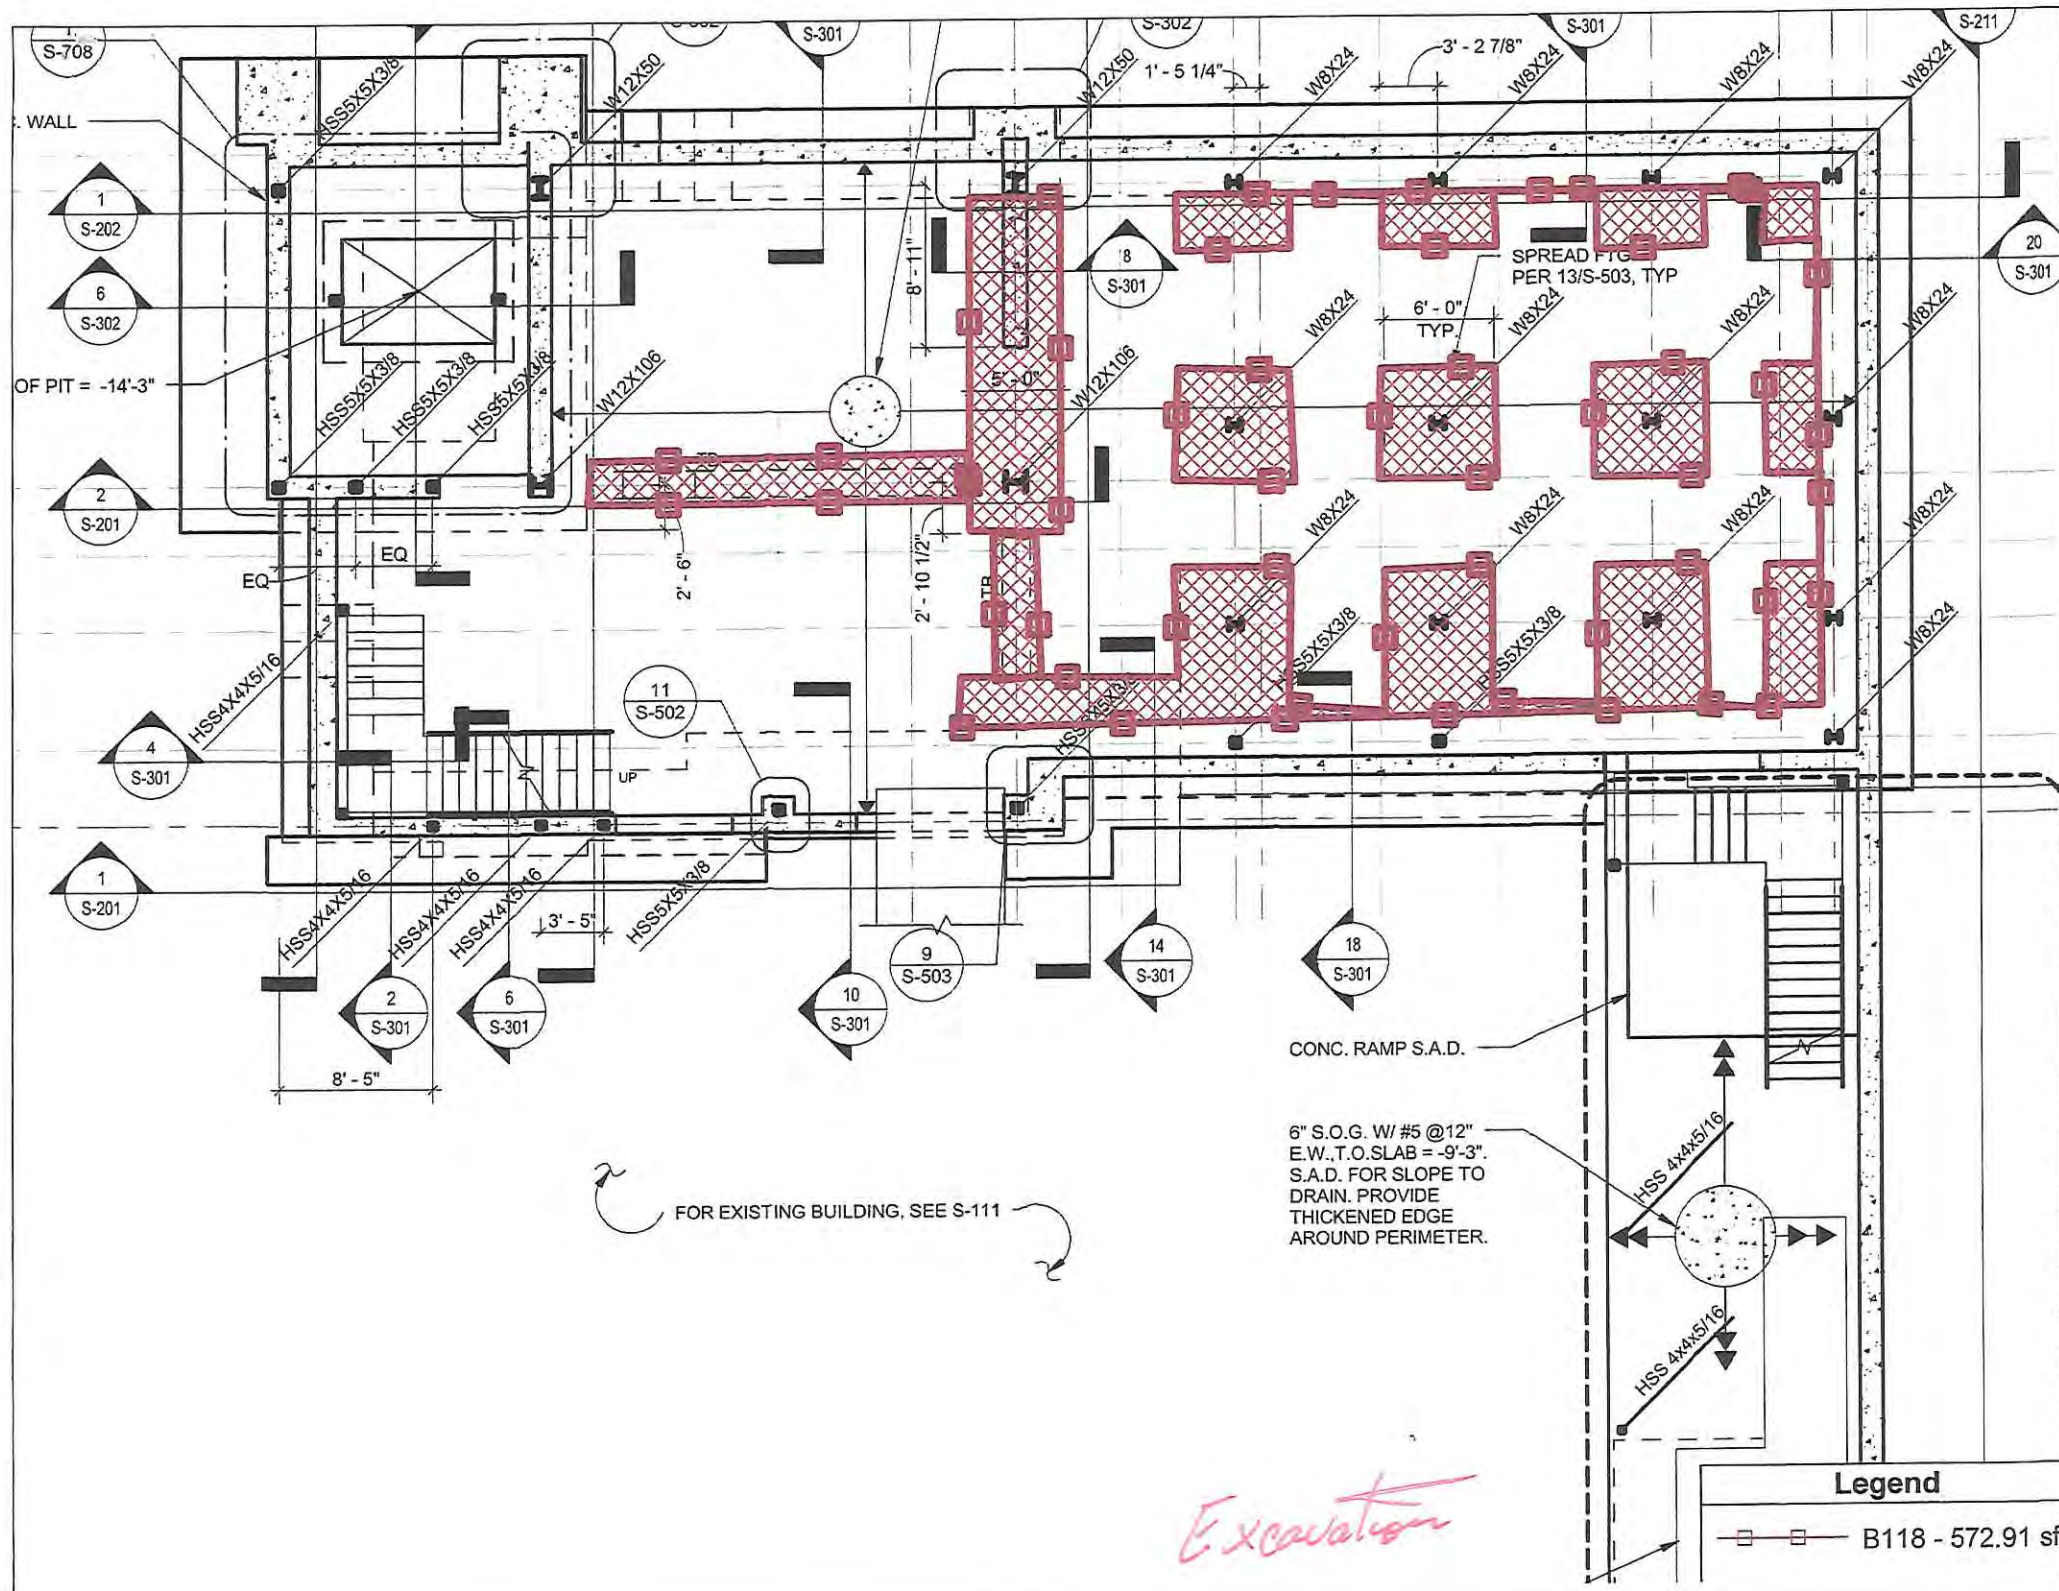 S-708
S-302
S-301
S-302
S-301
S-211
3' - 2 7/8"
1' - 5 1/4"
W12X50
W12X50
W8X24
W8X24
W8X24
W8X24
HSS5X5X3/8
. WALL
1
S-202
6
S-302
8' - 11"
8
S-301
SPREAD FTG
PER 13/S-503, TYP
20
S-301
6' - 0"
TYP.
W8X24
W8X24
W8X24
W8X24
OF PIT = -14'-3"
HSS5X5X3/8
HSS5X5X3/8
HSS5X5X3/8
W12X106
5' - 0"
W12X106
2
S-201
W8X24
W8X24
W8X24
W8X24
EQ
EQ
2' - 6"
2' - 10 1/2"
HSS4X4X5/16
11
S-502
S5X5X3/8
S5X5X3/8
W8X24
4
S-301
UP
1
S-201
HSS4X4X5/16
HSS4X4X5/16
HSS4X4X5/16
3' - 5"
HSS5X5X3/8
9
S-503
14
S-301
18
S-301
2
S-301
6
S-301
10
S-301
8' - 5"
CONC. RAMP S.A.D.
6" S.O.G. W/ #5 @12"
E.W.,T.O.SLAB = -9'-3".
S.A.D. FOR SLOPE TO
DRAIN. PROVIDE
THICKENED EDGE
AROUND PERIMETER.
HSS 4x4x5/16
FOR EXISTING BUILDING, SEE S-111
HSS 4x4x5/16
Excavation
Legend
B118 - 572.91 sf